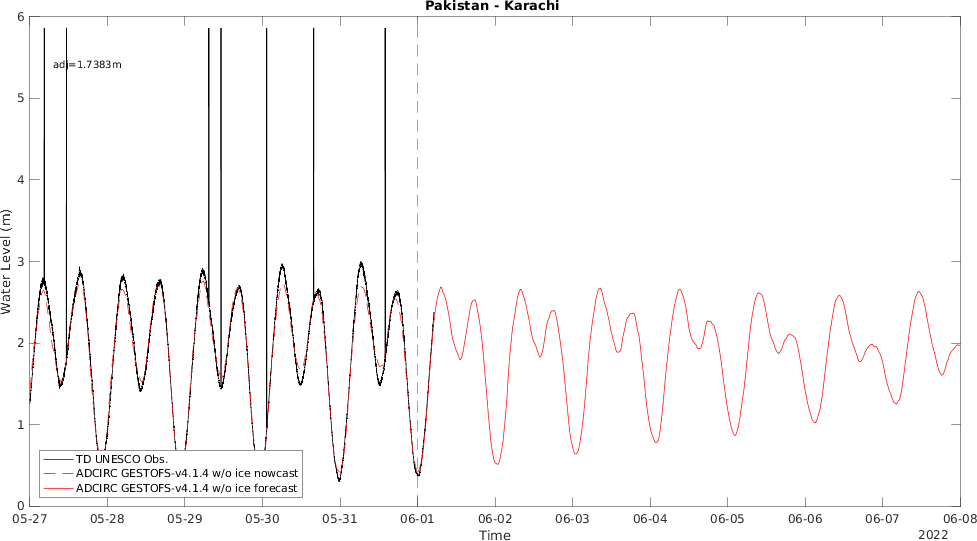 Pakistan - Karachi
6
adj=1.7383m
5
4
3
2
1
0
Water Level (m)
TD UNESCO Obs.
ADCIRC GESTOFS-v4.1.4 w/o ice nowcast
ADCIRC GESTOFS-v4.1.4 w/o ice forecast
05-27 05-28 05-29 05-30 05-31 06-01 06-02 06-03 06-04 06-05 06-06 06-07 06-08
Time
2022